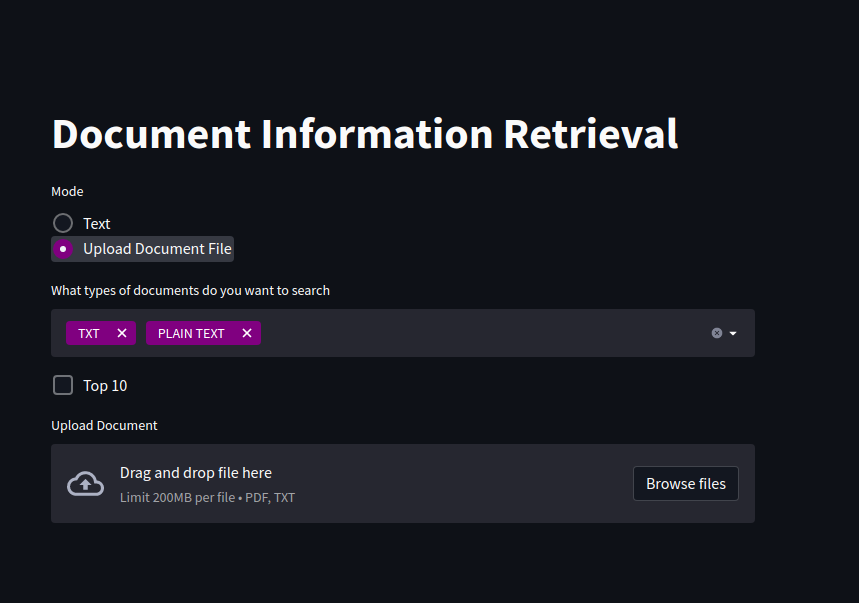 Document Information Retrieval
Mode
Text
Upload Document File
What types of documents do you want to search
TXT PLAIN TEXT
Top 10
Upload Document
Drag and drop file here
Limit 200MB per file • PDF, TXT
Browse files